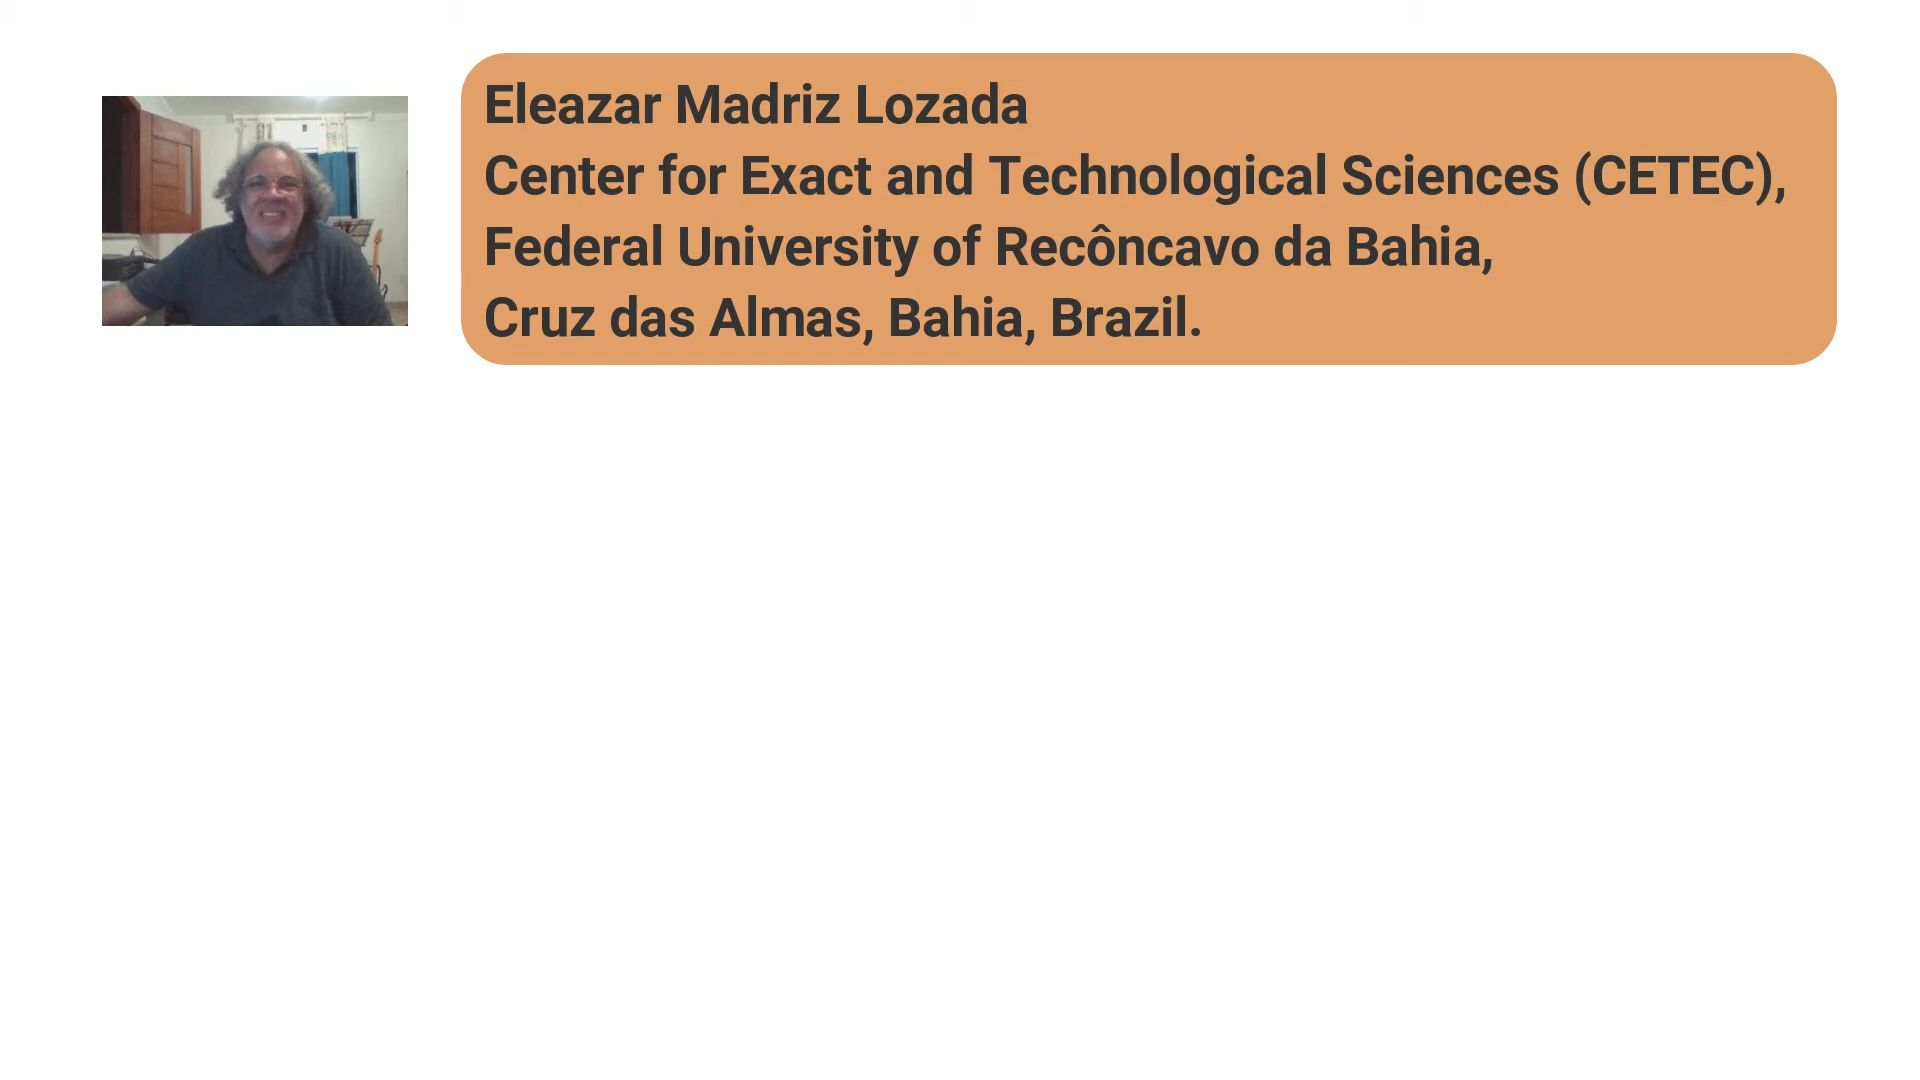 Eleazar Madriz Lozada
Center for Exact and Technological Sciences (CETEC),
Federal University of Recôncavo da Bahia,
Cruz das Almas, Bahia, Brazil.